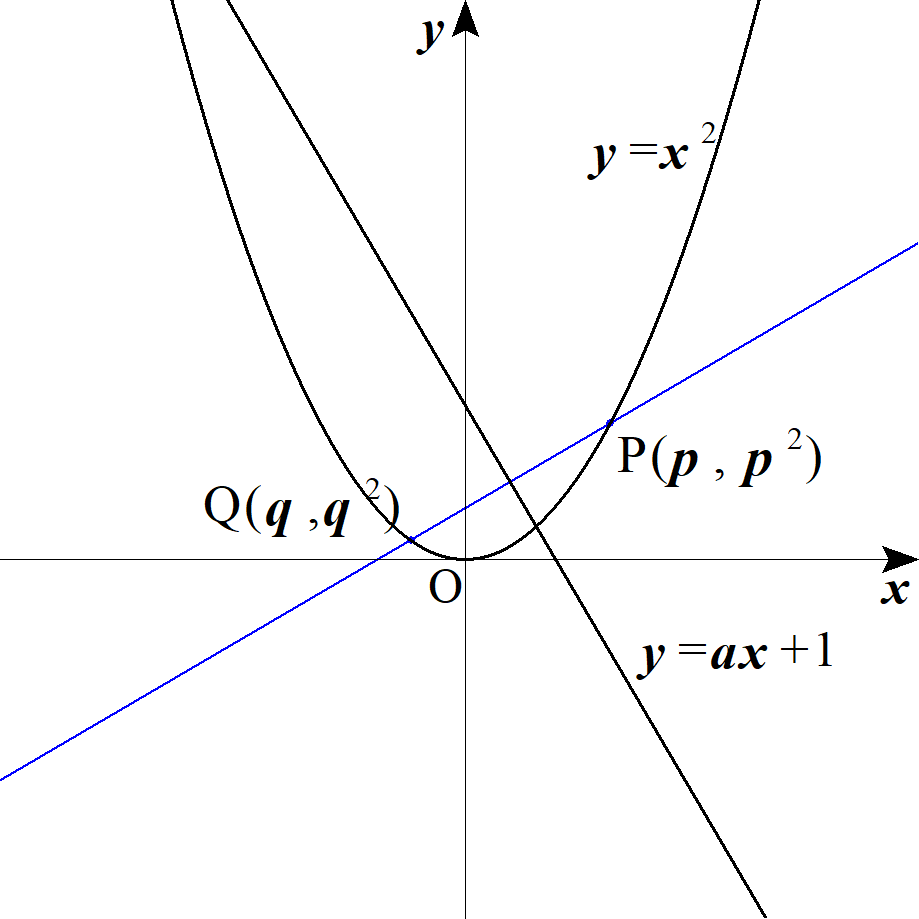 y
y = x²
P(p , p²)
Q(q ,q²)
O
x
y = ax + 1